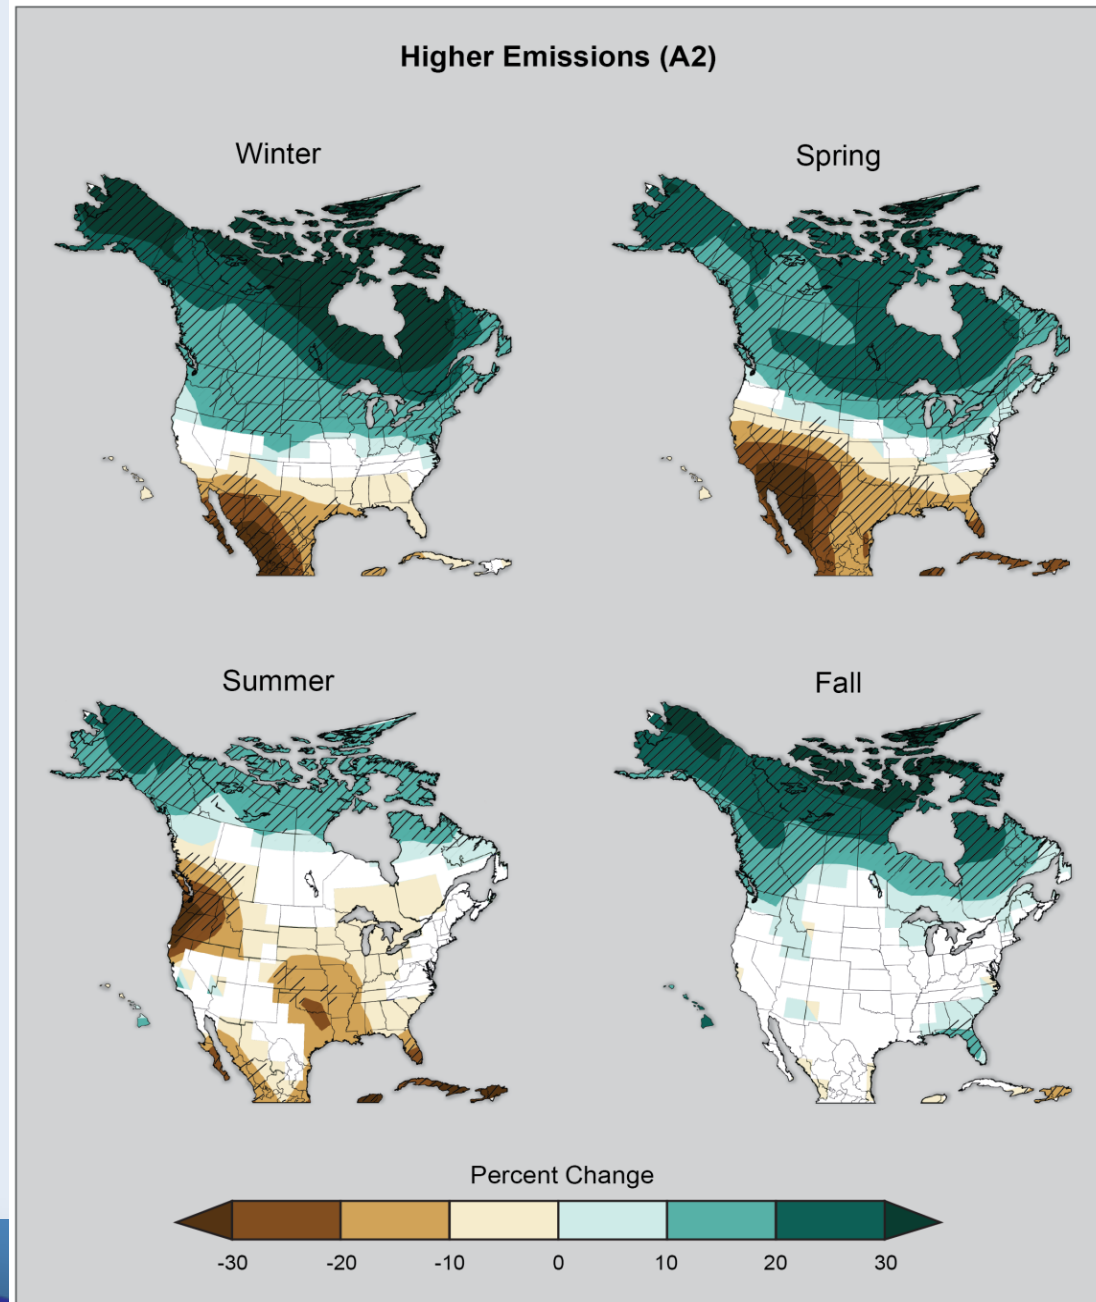 Higher Emissions (A2)
Winter
Spring
Summer
Fall
Percent Change
-30 -20 -10 0 10 20 30